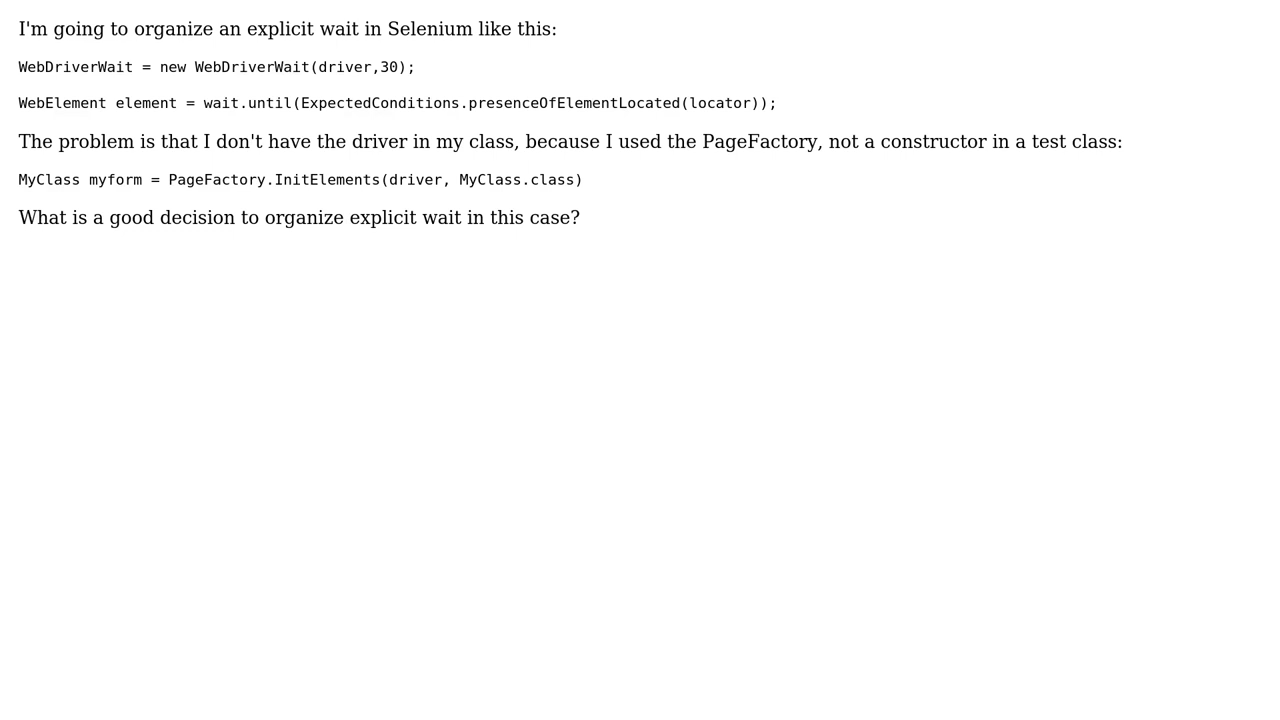 I'm going to organize an explicit wait in Selenium like this:
WebDriverWait = new WebDriverWait(driver,30);
WebElement element = wait.until(ExpectedConditions.presenceOfElementLocated(locator));
The problem is that I don't have the driver in my class, because I used the PageFactory, not a constructor in a test class:
MyClass myform = PageFactory.InitElements(driver, MyClass.class)
What is a good decision to organize explicit wait in this case?